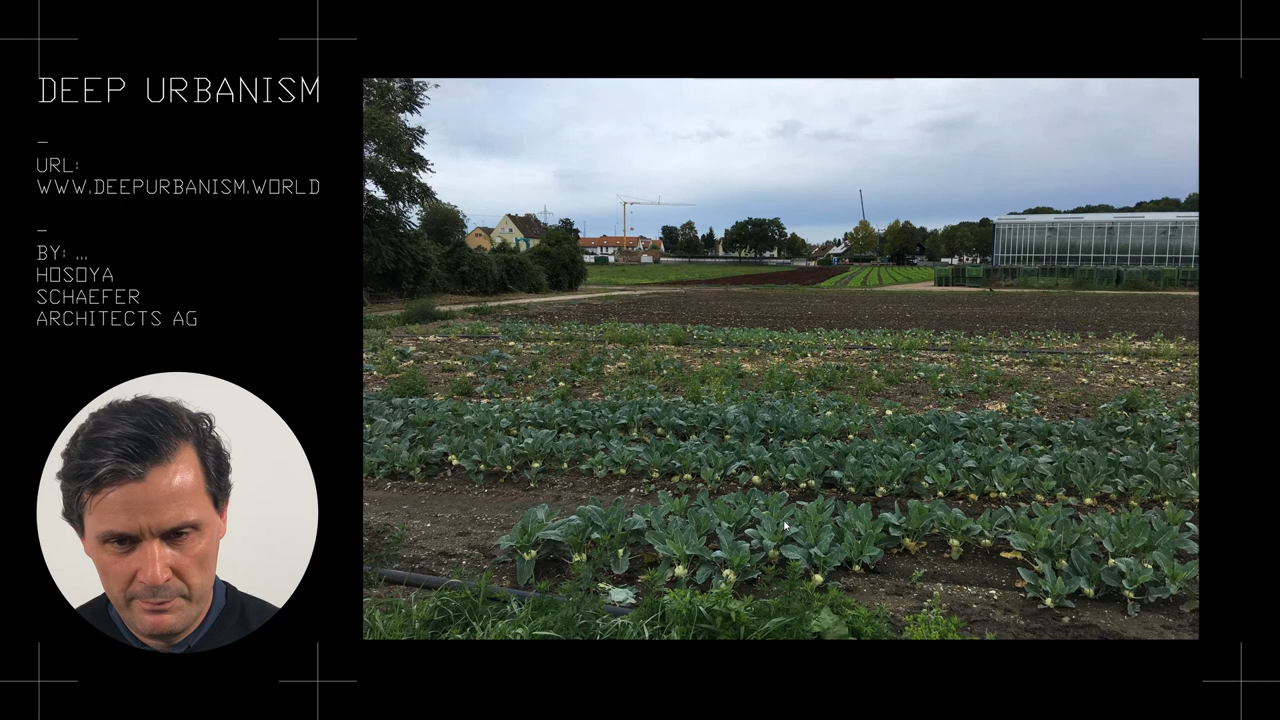 DEEP URBANISM
–
URL:
WWW.DEEPURBANISM.WORLD
–
BY: ...
HOSOYA
SCHAEFER
ARCHITECTS AG